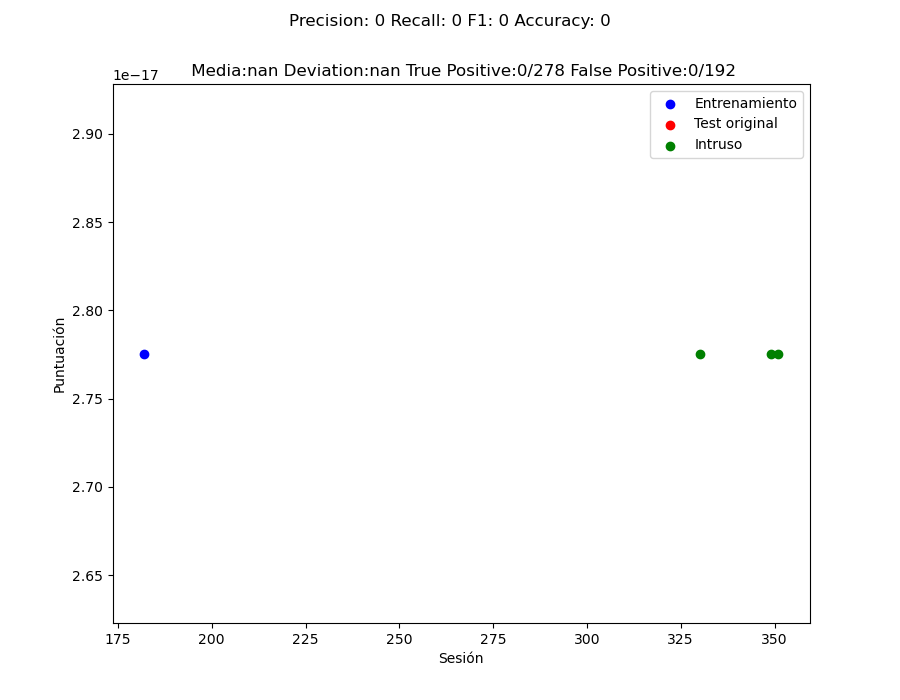 Precision: 0 Recall: 0 F1: 0 Accuracy: 0
1e−17
Media:nan Deviation:nan True Positive:0/278 False Positive:0/192
Entrenamiento
Test original
Intruso
2.90
2.85
2.80
2.75
2.70
2.65
Puntuación
175 200 225 250 275 300 325 350
Sesión